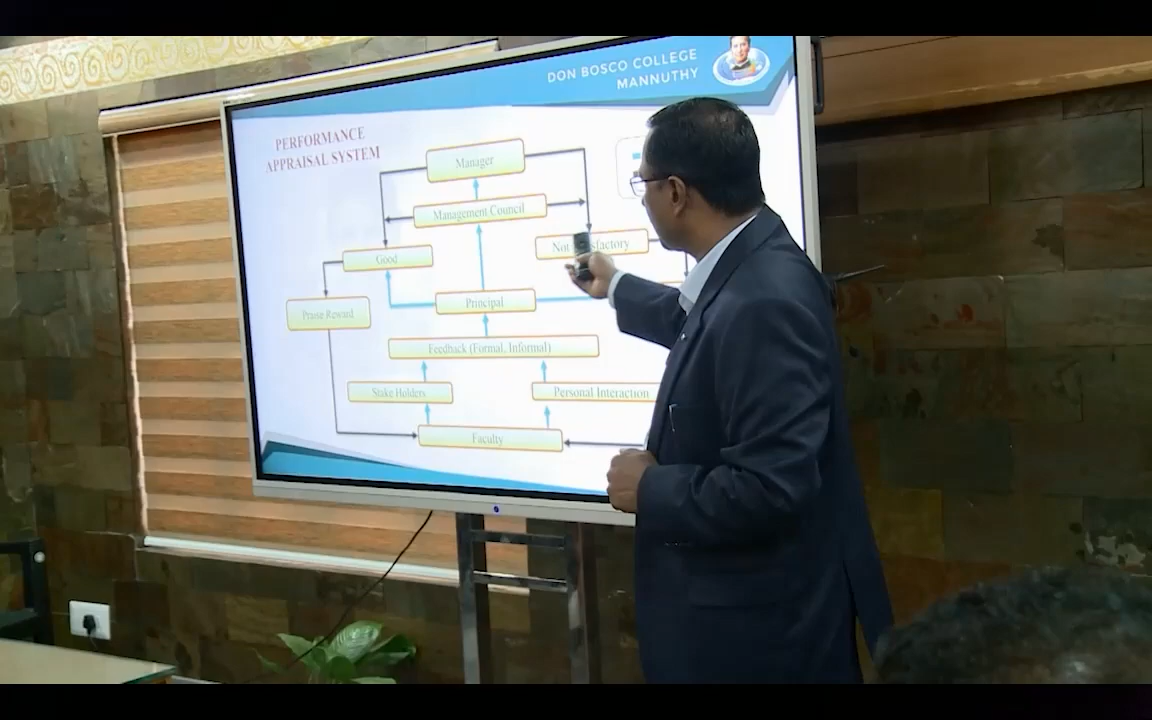 DON BOSCO COLLEGE
MANNUTHY
PERFORMANCE
APPRAISAL SYSTEM
Manager
Management Council
Not
Good
Principal
Praise Reward
Feedback (Formal, Informal)
Stake Holders
Personal Interaction
Faculty